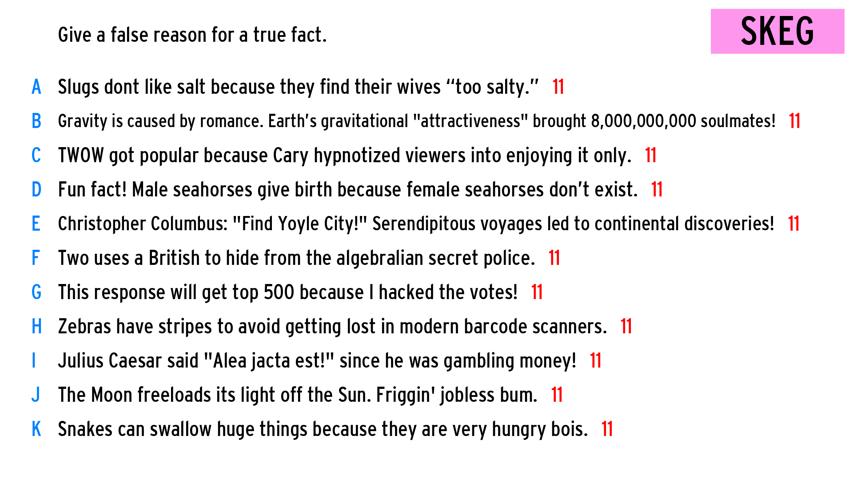 Give a false reason for a true fact.
SKEG
A Slugs dont like salt because they find their wives “too salty.” 11
B Gravity is caused by romance. Earth’s gravitational "attractiveness" brought 8,000,000,000 soulmates! 11
C TWOW got popular because Cary hypnotized viewers into enjoying it only. 11
D Fun fact! Male seahorses give birth because female seahorses don’t exist. 11
E Christopher Columbus: "Find Yoyle City!" Serendipitous voyages led to continental discoveries! 11
F Two uses a British to hide from the algebralian secret police. 11
G This response will get top 500 because I hacked the votes! 11
H Zebras have stripes to avoid getting lost in modern barcode scanners. 11
I Julius Caesar said "Alea jacta est!" since he was gambling money! 11
J The Moon freeloads its light off the Sun. Friggin' jobless bum. 11
K Snakes can swallow huge things because they are very hungry bois. 11